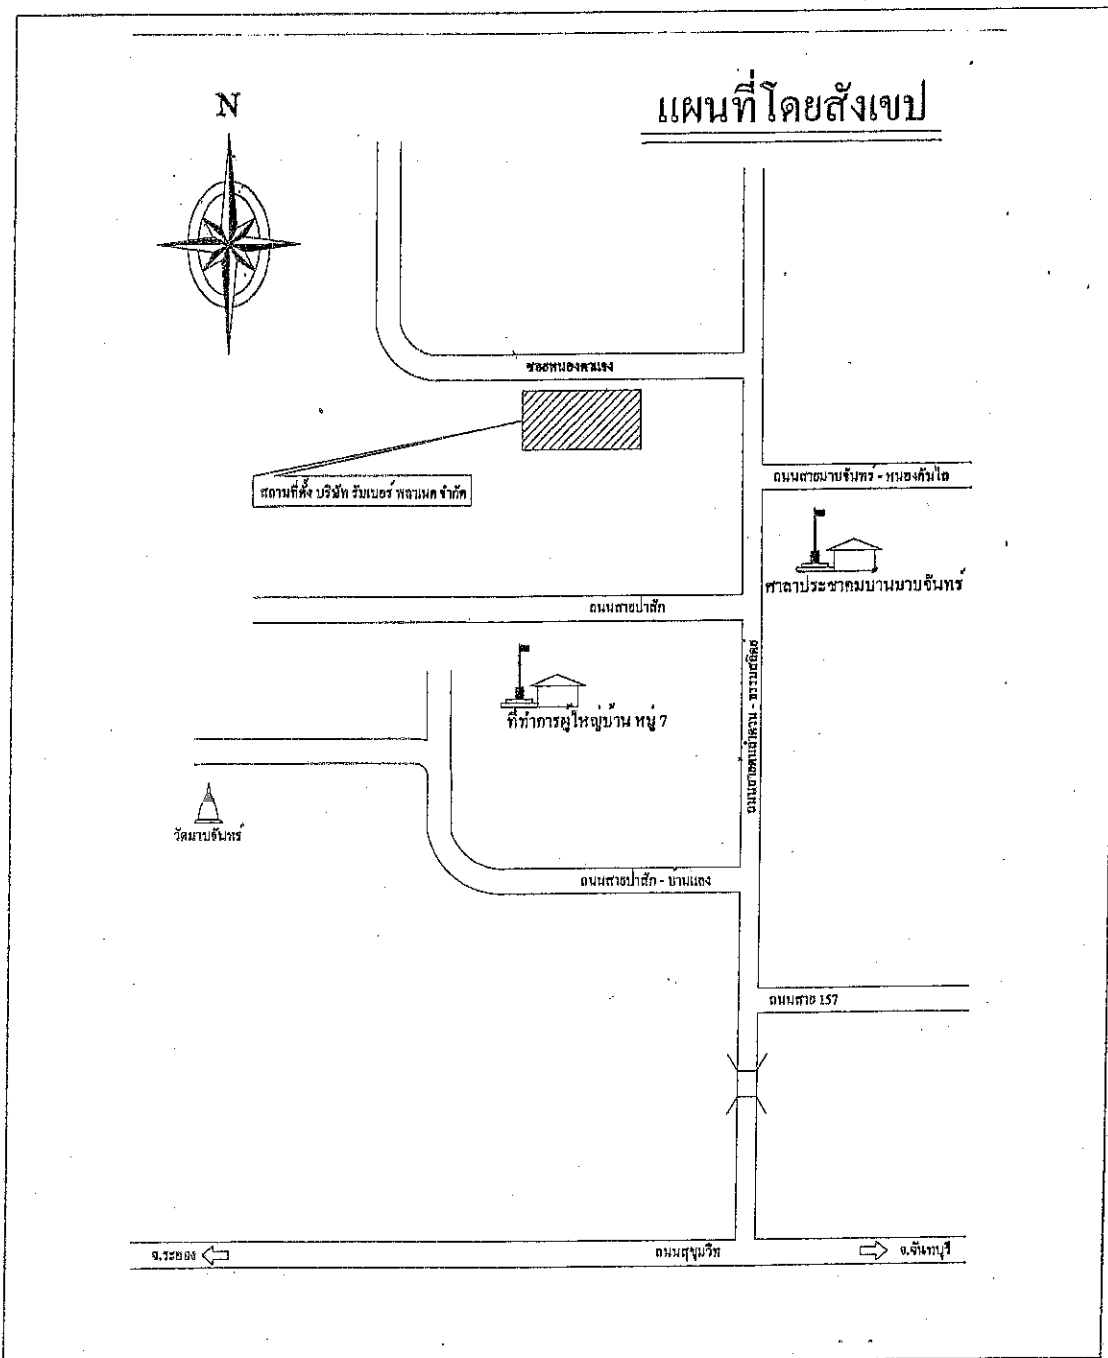 N
แผนที่โดยสังเขป
ซอยหนองตาแจง
สถานที่ตั้ง บริษัท รับเบอร์ พลาเนต จำกัด
ถนนสายมาบจันทร์ - หนองคันไถ
ศาลาประชาคมบ้านมาบจันทร์
ถนนสายป่าสัก
ที่ทำการผู้ใหญ่บ้าน หมู่ 7
วัดมาบจันทร์
ถนนสายป่าสัก - บ้านแลง
ถนนสาย 157
จ.ระยอง
ถนนสุขุมวิท
จ.จันทบุรี